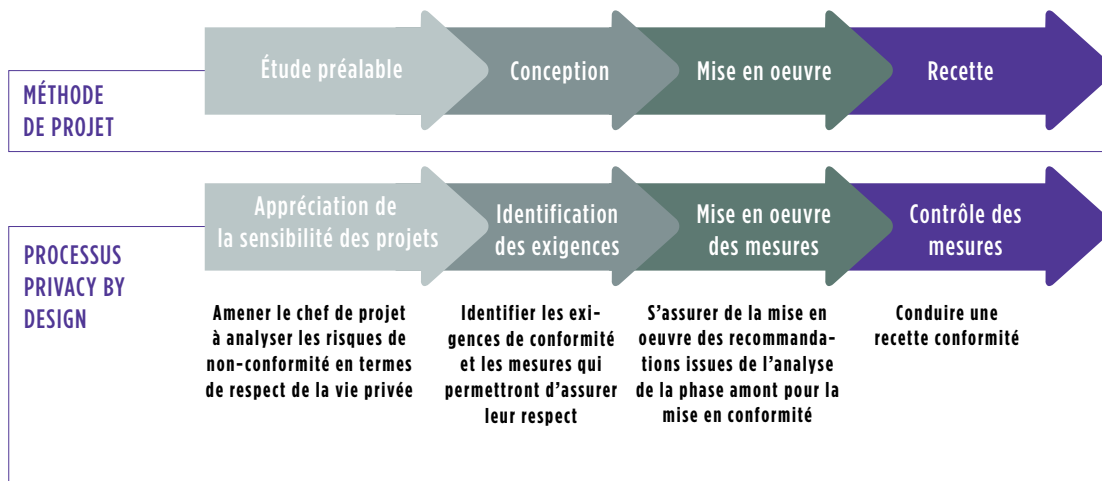 MÉTHODE
DE PROJET
Étude préalable
Conception
Mise en oeuvre
Recette
PROCESSUS
PRIVACY BY
DESIGN
Appréciation de
la sensibilité des projets
Identification
des exigences
Mise en oeuvre
des mesures
Contrôle des
mesures
Amener le chef de projet
à analyser les risques de
non-conformité en termes
de respect de la vie privée
Identifier les exi-
gences de conformité
et les mesures qui
permettront d'assurer
leur respect
S'assurer de la mise en
oeuvre des recommanda-
tions issues de l'analyse
de la phase amont pour la
mise en conformité
Conduire une
recette conformité